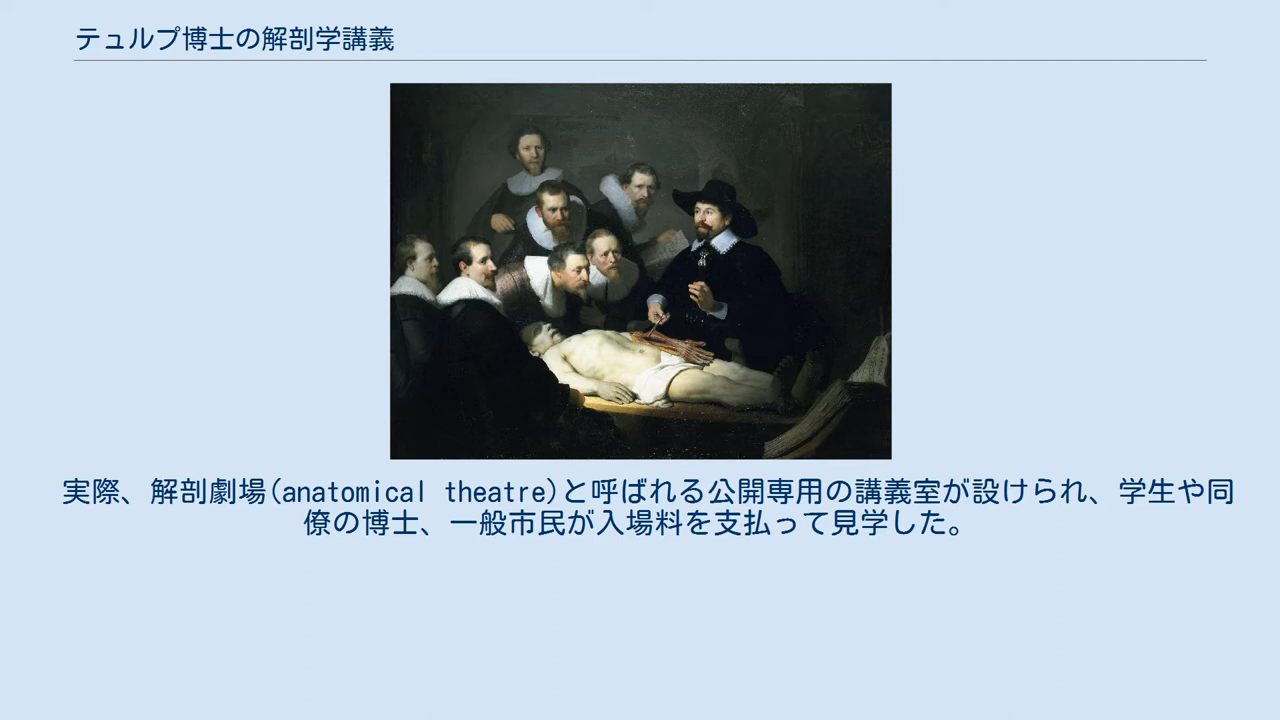 テュルプ博士の解剖学講義
実際、解剖劇場(anatomical theatre)と呼ばれる公開専用の講義室が設けられ、学生や同
僚の博士、一般市民が入場料を支払って見学した。